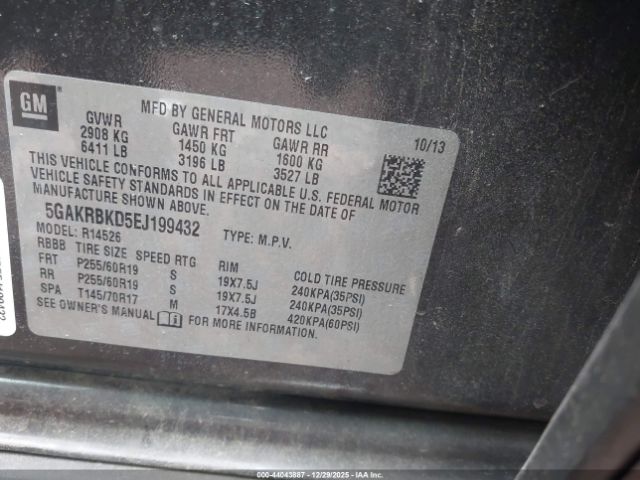 GM
MFD BY GENERAL MOTORS LLC
10/13
GVWR GAWR FRT GAWR RR
2908 KG 1450 KG 1600 KG
6411 LB 3196 LB 3527 LB
THIS VEHICLE CONFORMS TO ALL APPLICABLE U.S. FEDERAL MOTOR
VEHICLE SAFETY STANDARDS IN EFFECT ON THE DATE OF
MANUFACTURE SHOWN ABOVE.
5GAKRBKD5EJ199432 TYPE: M.P.V.
MODEL: R14526
RBBB TIRE SIZE SPEED RTG RIM COLD TIRE PRESSURE
FRT P255/60R19 S 19X7.5J 240KPA(35PSI)
RR P255/60R19 S 19X7.5J 240KPA(35PSI)
SPA T145/70R17 M 17X4.5B 420KPA(60PSI)
SEE OWNER'S MANUAL FOR MORE INFORMATION.
000-44043887 - 12/29/2025 - IAAI.COM